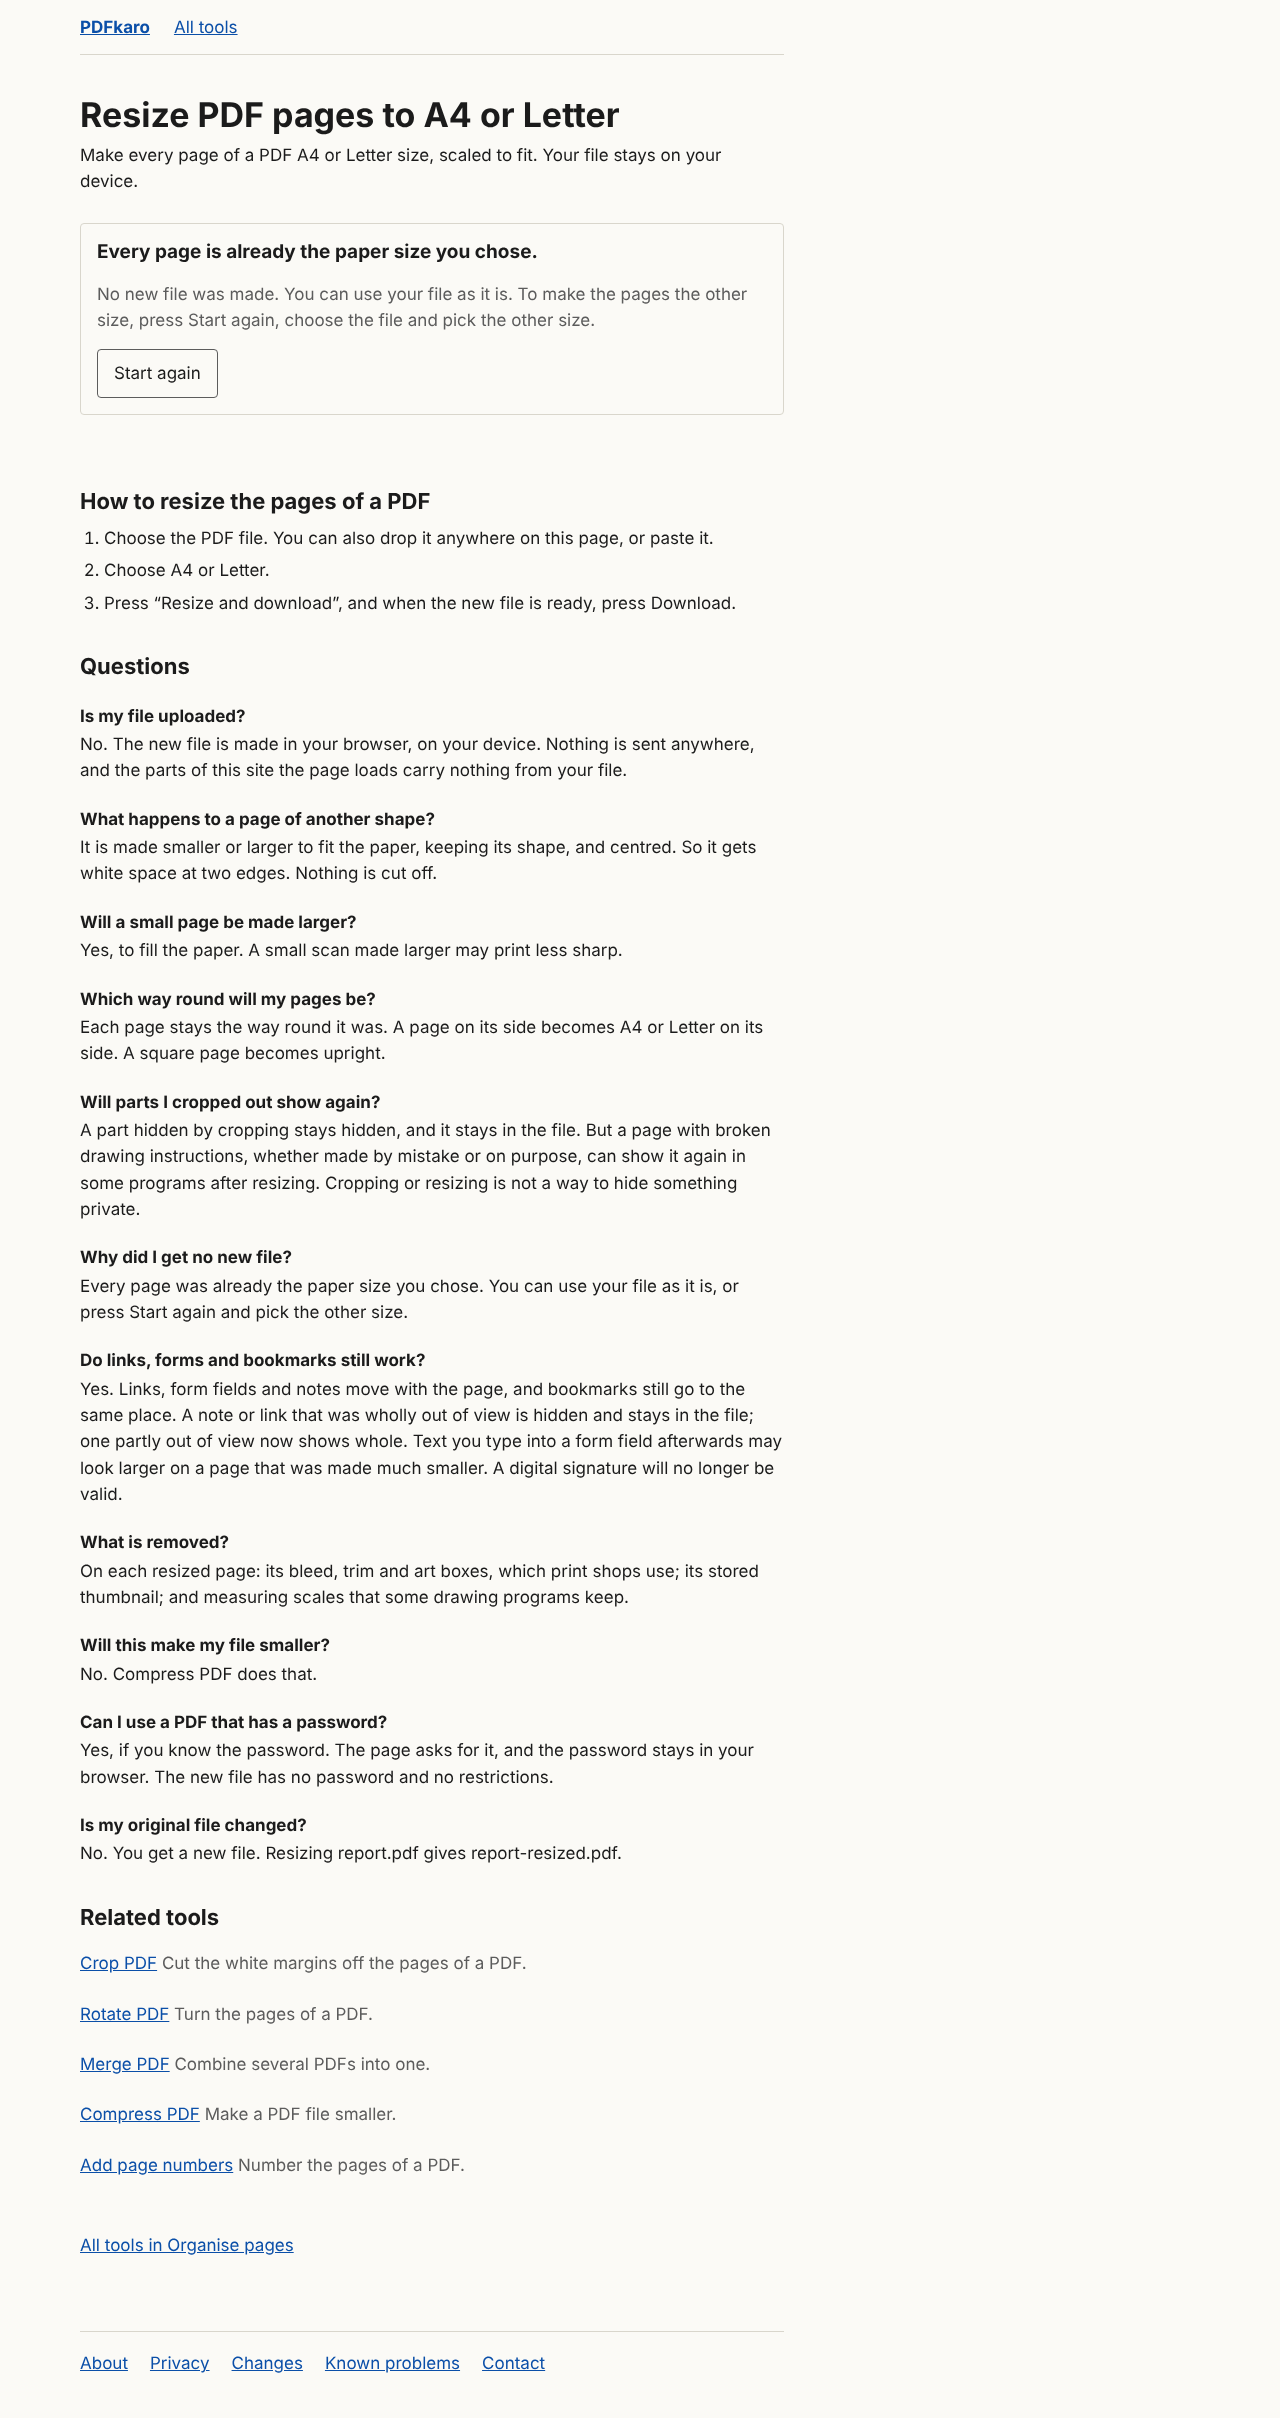 PDFkaro All tools
Resize PDF pages to A4 or Letter
Make every page of a PDF A4 or Letter size, scaled to fit. Your file stays on your
device.
Every page is already the paper size you chose.
No new file was made. You can use your file as it is. To make the pages the other
size, press Start again, choose the file and pick the other size.
Start again
How to resize the pages of a PDF
1. Choose the PDF file. You can also drop it anywhere on this page, or paste it.
2. Choose A4 or Letter.
3. Press “Resize and download”, and when the new file is ready, press Download.
Questions
Is my file uploaded?
No. The new file is made in your browser, on your device. Nothing is sent anywhere,
and the parts of this site the page loads carry nothing from your file.
What happens to a page of another shape?
It is made smaller or larger to fit the paper, keeping its shape, and centred. So it gets
white space at two edges. Nothing is cut off.
Will a small page be made larger?
Yes, to fill the paper. A small scan made larger may print less sharp.
Which way round will my pages be?
Each page stays the way round it was. A page on its side becomes A4 or Letter on its
side. A square page becomes upright.
Will parts I cropped out show again?
A part hidden by cropping stays hidden, and it stays in the file. But a page with broken
drawing instructions, whether made by mistake or on purpose, can show it again in
some programs after resizing. Cropping or resizing is not a way to hide something
private.
Why did I get no new file?
Every page was already the paper size you chose. You can use your file as it is, or
press Start again and pick the other size.
Do links, forms and bookmarks still work?
Yes. Links, form fields and notes move with the page, and bookmarks still go to the
same place. A note or link that was wholly out of view is hidden and stays in the file;
one partly out of view now shows whole. Text you type into a form field afterwards may
look larger on a page that was made much smaller. A digital signature will no longer be
valid.
What is removed?
On each resized page: its bleed, trim and art boxes, which print shops use; its stored
thumbnail; and measuring scales that some drawing programs keep.
Will this make my file smaller?
No. Compress PDF does that.
Can I use a PDF that has a password?
Yes, if you know the password. The page asks for it, and the password stays in your
browser. The new file has no password and no restrictions.
Is my original file changed?
No. You get a new file. Resizing report.pdf gives report-resized.pdf.
Related tools
Crop PDF Cut the white margins off the pages of a PDF.
Rotate PDF Turn the pages of a PDF.
Merge PDF Combine several PDFs into one.
Compress PDF Make a PDF file smaller.
Add page numbers Number the pages of a PDF.
All tools in Organise pages
About Privacy Changes Known problems Contact